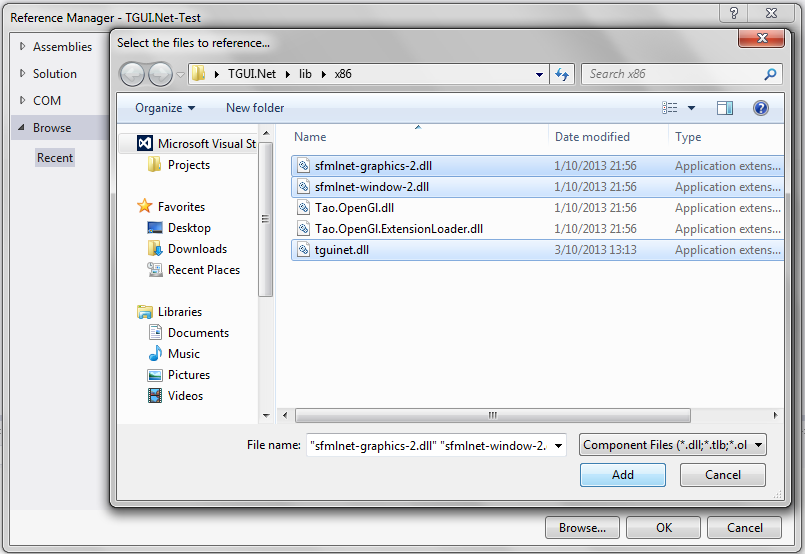 Reference Manager - TGUI.Net-Test
Assemblies
Solution
COM
Browse
Recent
Select the files to reference...
TGUI.Net lib x86
Search x86
Organize New folder
Microsoft Visual St
Projects
Favorites
Desktop
Downloads
Recent Places
Libraries
Documents
Music
Pictures
Videos
Name Date modified Type
sfmlnet-graphics-2.dll 1/10/2013 21:56 Application extens...
sfmlnet-window-2.dll 1/10/2013 21:56 Application extens...
Tao.OpenGl.dll 1/10/2013 21:56 Application extens...
Tao.OpenGl.ExtensionLoader.dll 1/10/2013 21:56 Application extens...
tguinet.dll 3/10/2013 13:13 Application extens...
File name: "sfmlnet-graphics-2.dll" "sfmlnet-window-2. Component Files (*.dll;*.tlb;*.ol
Add Cancel
Browse... OK Cancel